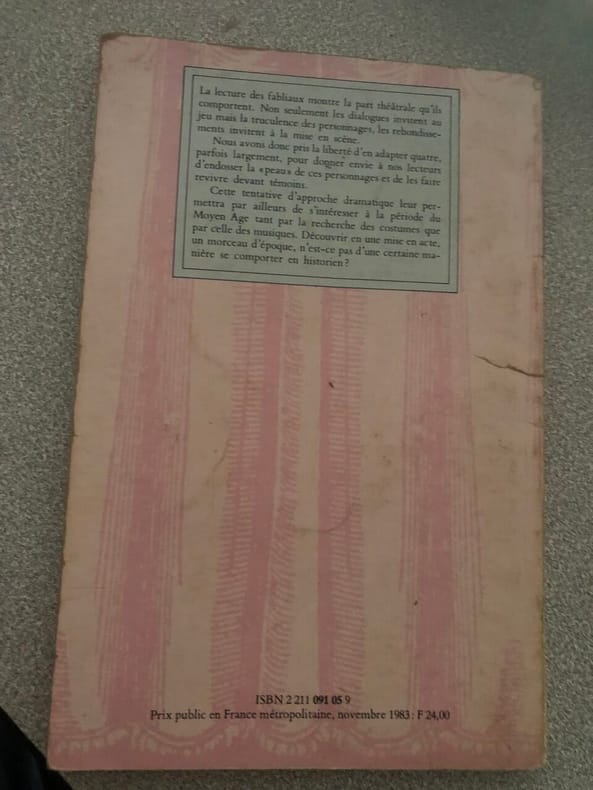 La lecture des fabliaux montre la part théâtrale qu'ils
comportent. Non seulement les dialogues invitent au
jeu mais la truculence des personnages, les rebondisse-
ments invitent à la mise en scène.
Nous avons donc pris la liberté d'en adapter quatre,
parfois largement, pour donner envie à nos lecteurs
d'endosser la «peau» de ces personnages et de les faire
revivre devant témoins.
Cette tentative d'approche dramatique leur per-
mettra par ailleurs de s'intéresser à la période du
Moyen Age tant par la recherche des costumes que
par celle des musiques. Découvrir en une mise en acte,
un morceau d'époque, n'est-ce pas d'une certaine ma-
nière se comporter en historien?
ISBN 2 211 091 05 9
Prix public en France métropolitaine, novembre 1983 : F 24,00